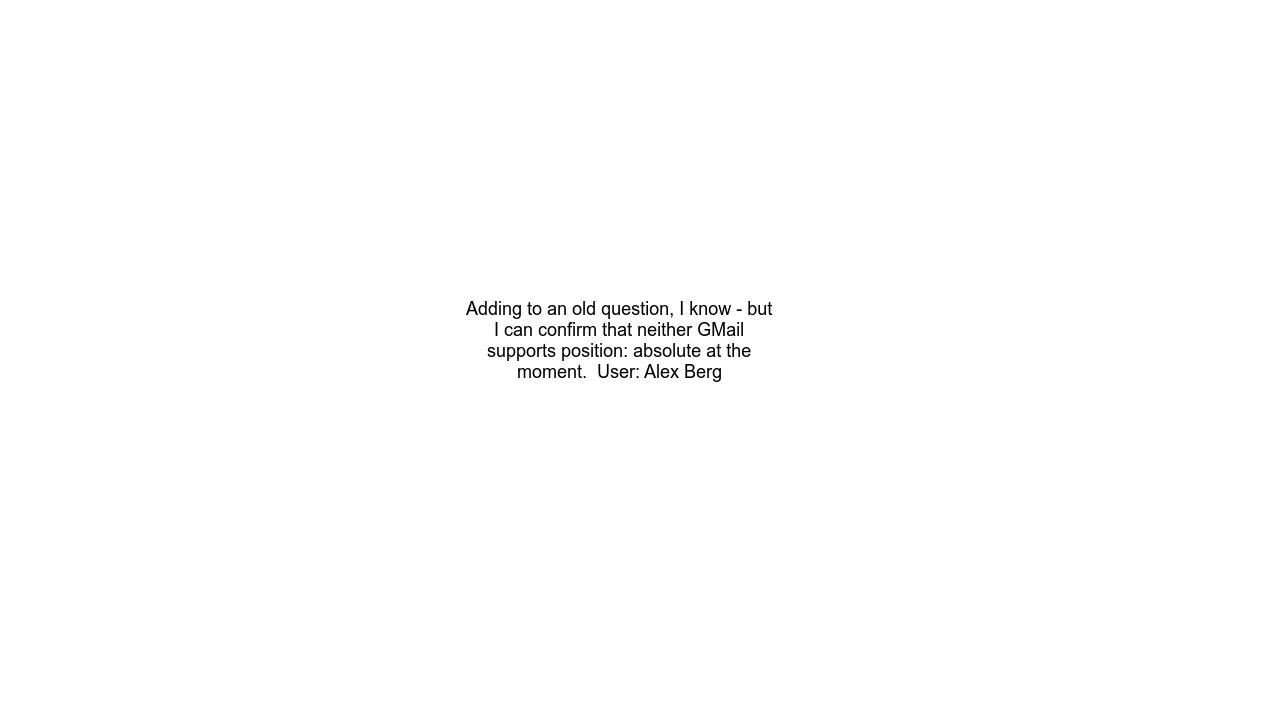 Adding to an old question, I know - but
I can confirm that neither GMail
supports position: absolute at the
moment.  User: Alex Berg